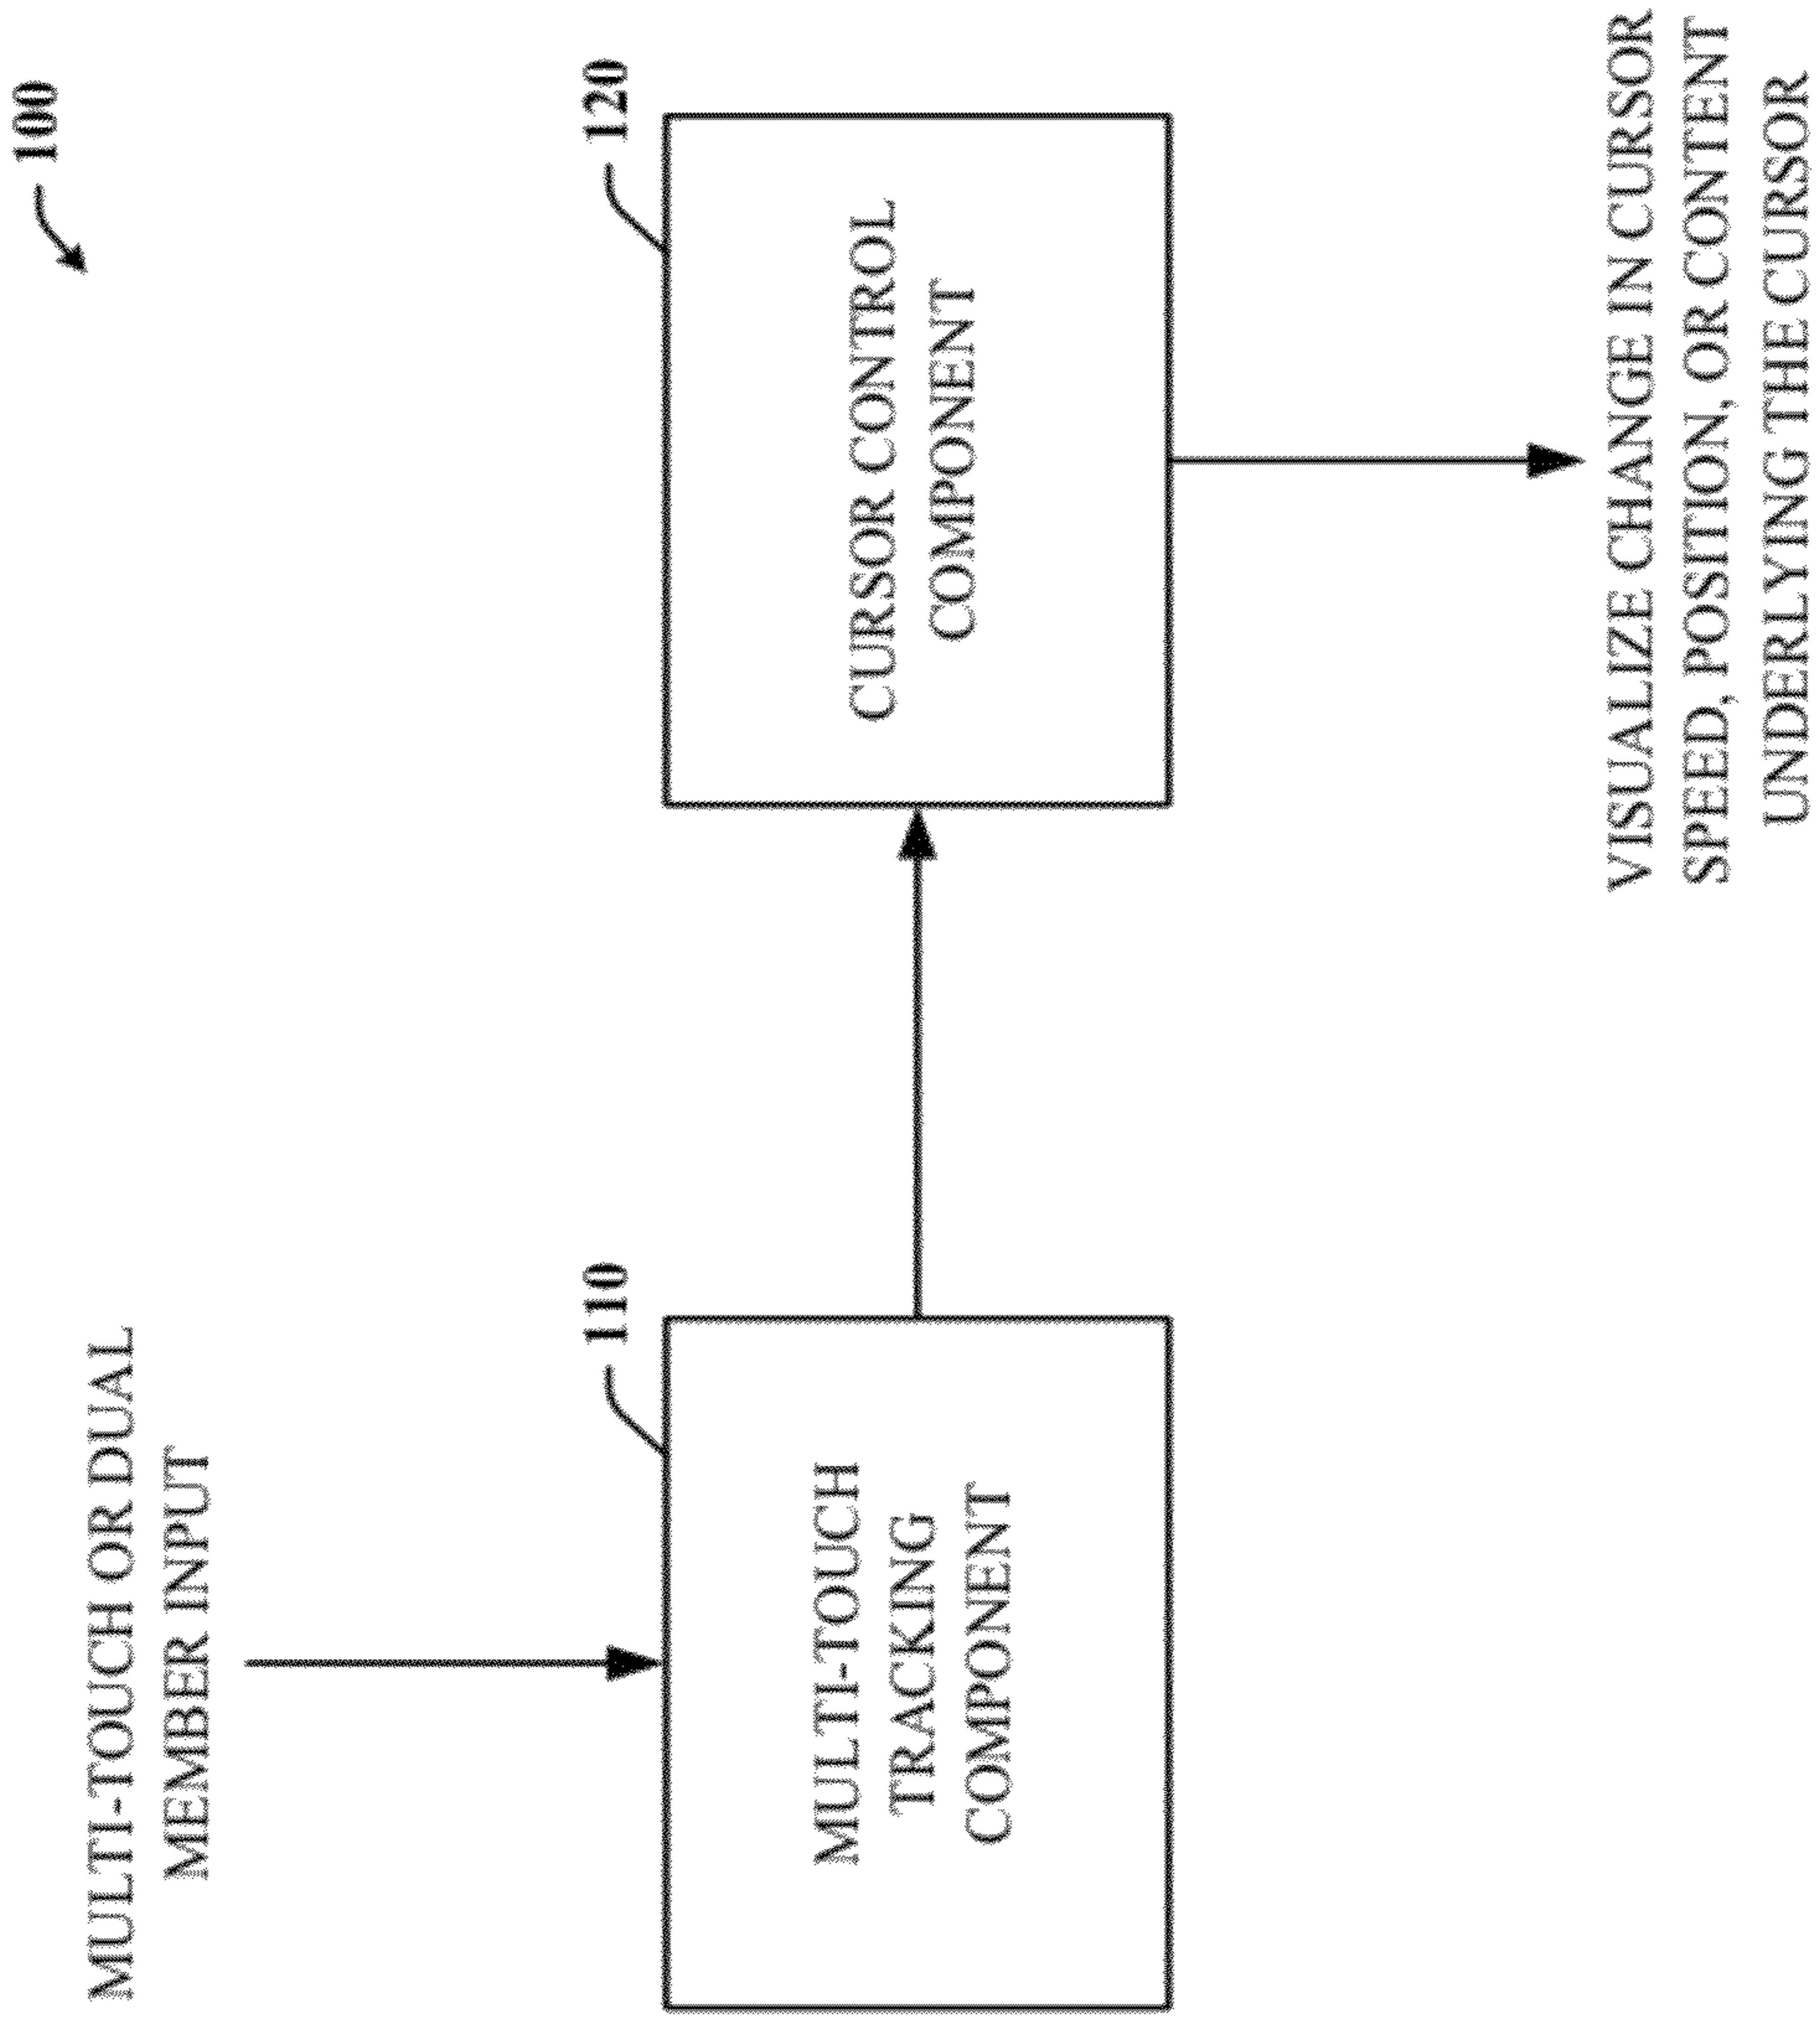 100
MULTI-TOUCH OR DUAL
MEMBER INPUT
110
MULTI-TOUCH
TRACKING
COMPONENT
120
CURSOR CONTROL
COMPONENT
VISUALIZE CHANGE IN CURSOR
SPEED, POSITION, OR CONTENT
UNDERLYING THE CURSOR